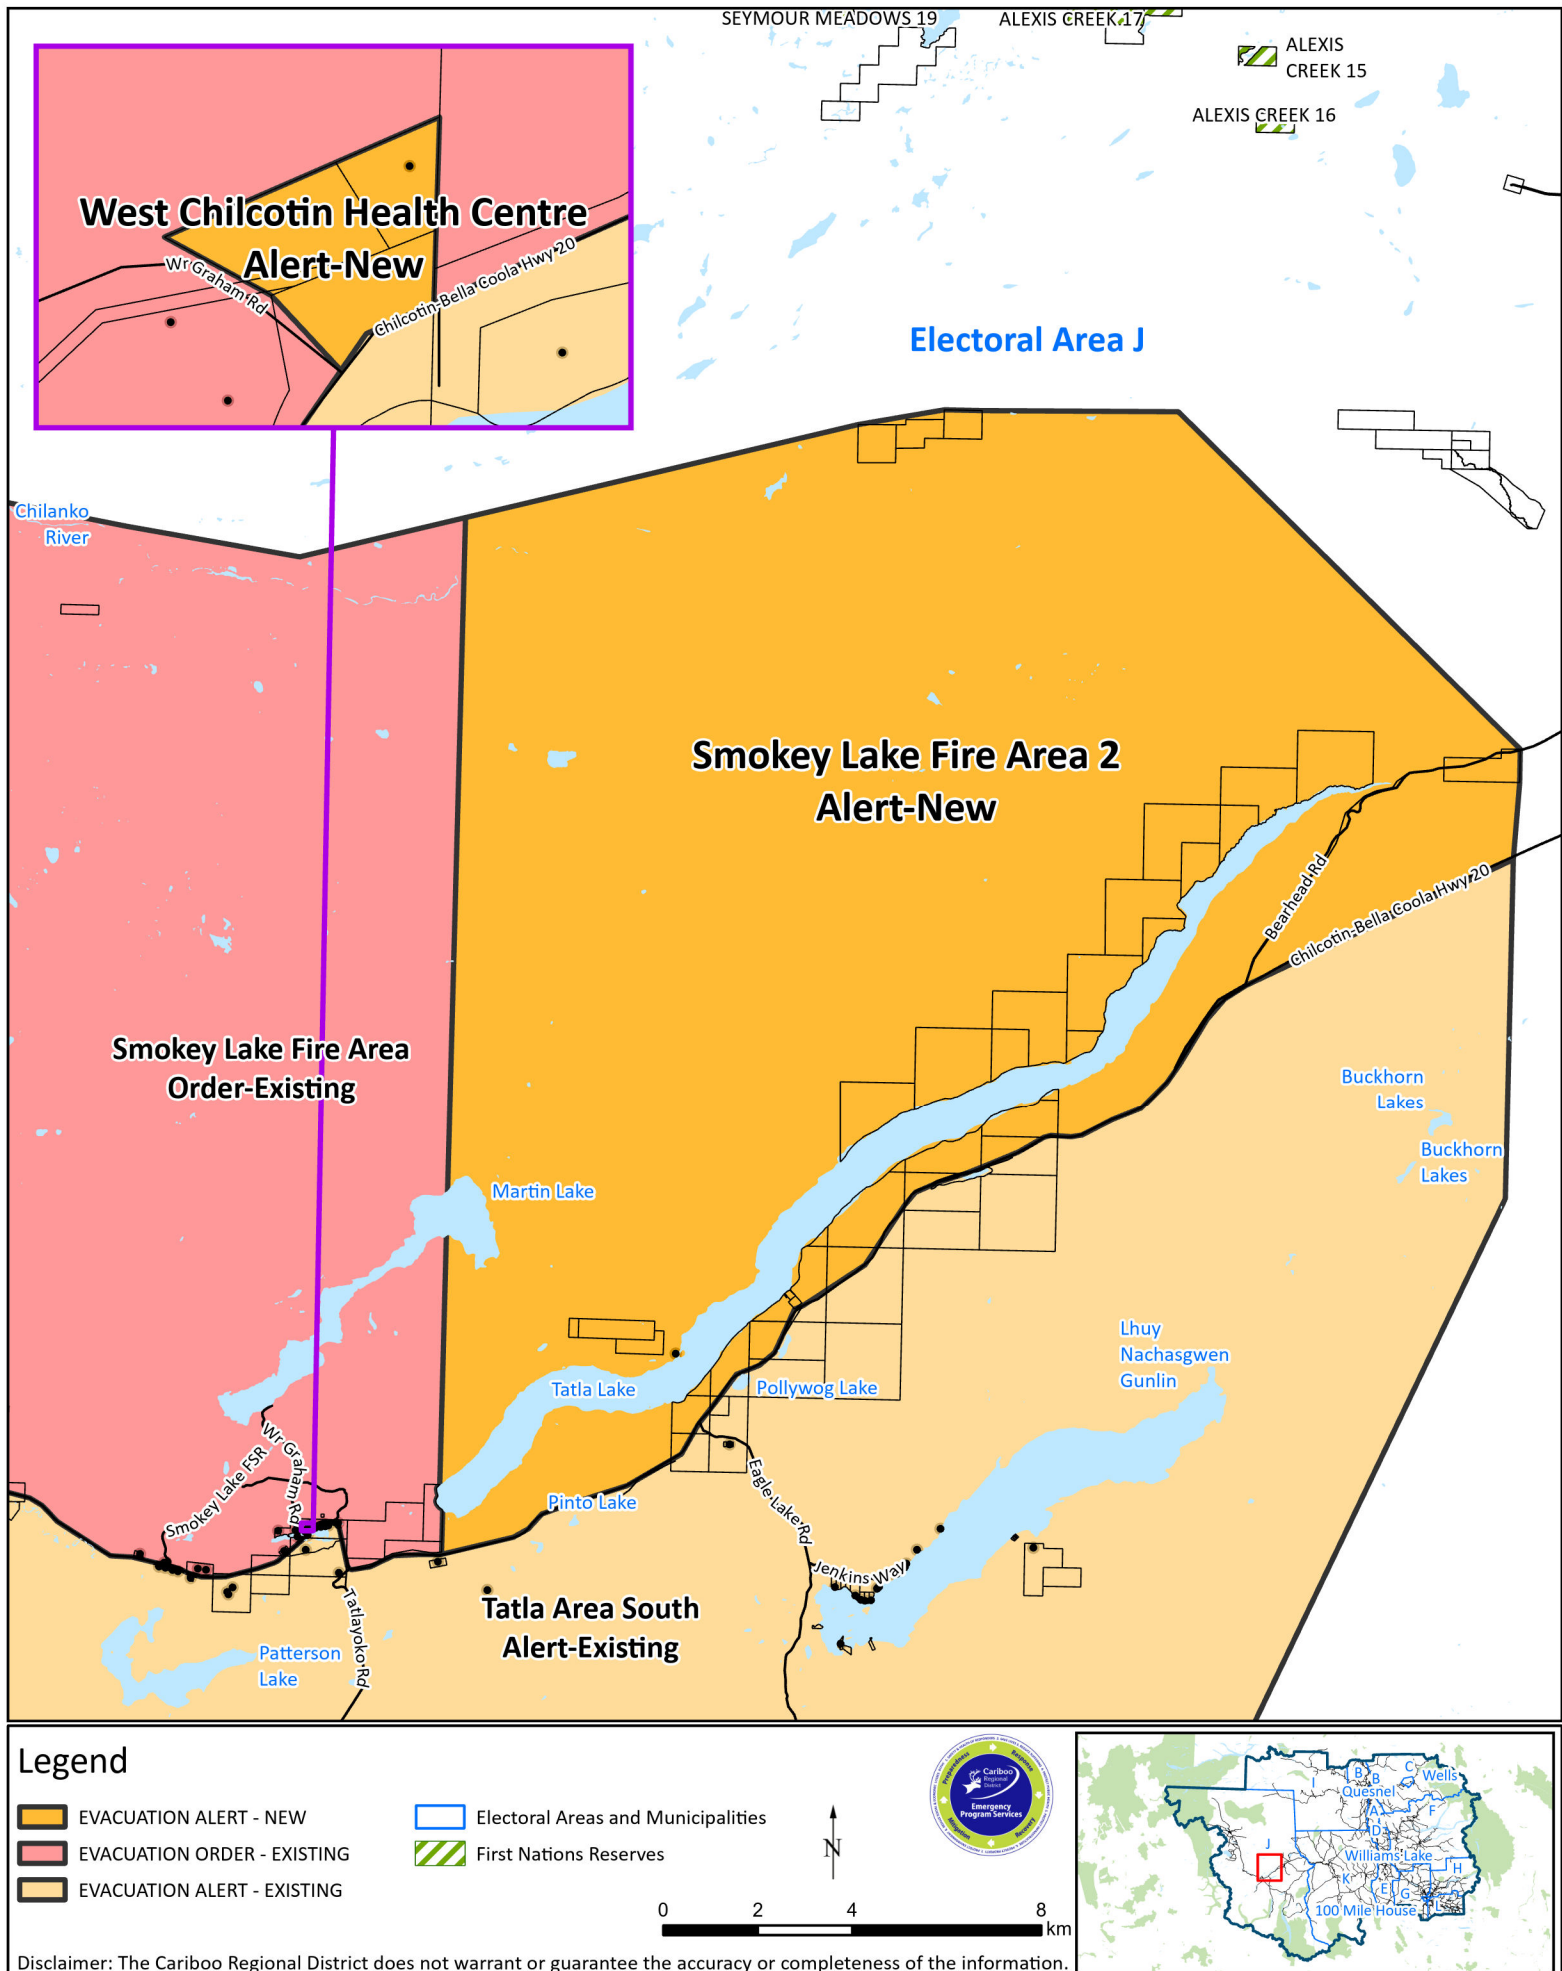 SEYMOUR MEADOWS 19
ALEXIS CREEK 17
ALEXIS
CREEK 15
ALEXIS CREEK 16
West Chilcotin Health Centre
Alert-New
Wr Graham Rd
Chilcotin-Bella Coola Hwy 20
Electoral Area J
Chilanko
River
Smokey Lake Fire Area 2
Alert-New
Bearhead Rd
Chilcotin-Bella Coola Hwy 20
Smokey Lake Fire Area
Order-Existing
Buckhorn
Lakes
Buckhorn
Lakes
Martin Lake
Lhuy
Nachasgwen
Gunlin
Tatla Lake
Pollywog Lake
Wr Graham Rd
Smokey Lake FSR
Pinto Lake
Eagle Lake Rd
Jenkins Way
Tatla Area South
Alert-Existing
Tatlayoko Rd
Patterson
Lake
Legend
EVACUATION ALERT - NEW
EVACUATION ORDER - EXISTING
EVACUATION ALERT - EXISTING
Electoral Areas and Municipalities
First Nations Reserves
N
0 2 4 8 km
Preparedness
Response
Mitigation
Recovery
Cariboo
Regional
District
Emergency
Program Services
I
B
B
C
Wells
Quesnel
A
F
D
J
Williams Lake
H
K
E
G
L
100 Mile House
Disclaimer: The Cariboo Regional District does not warrant or guarantee the accuracy or completeness of the information.